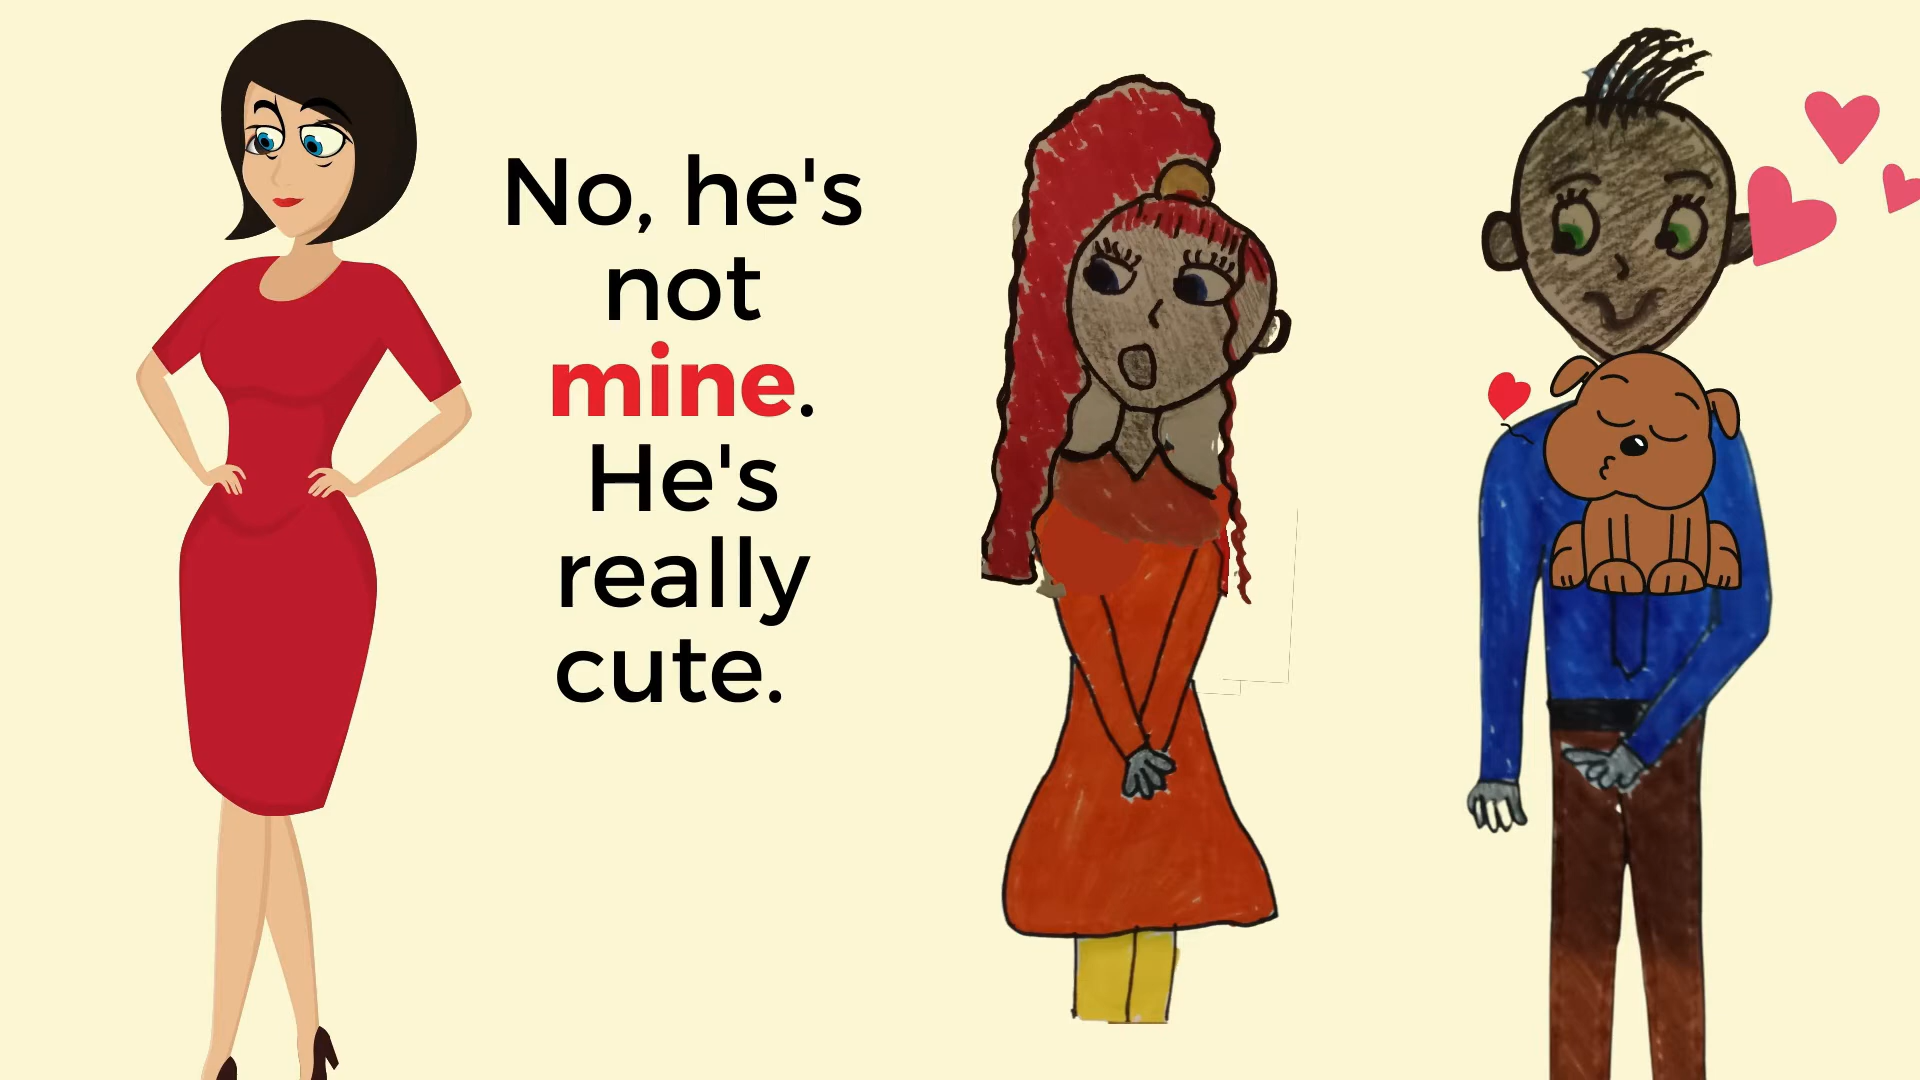 No, he's
not
mine.
He's
really
cute.